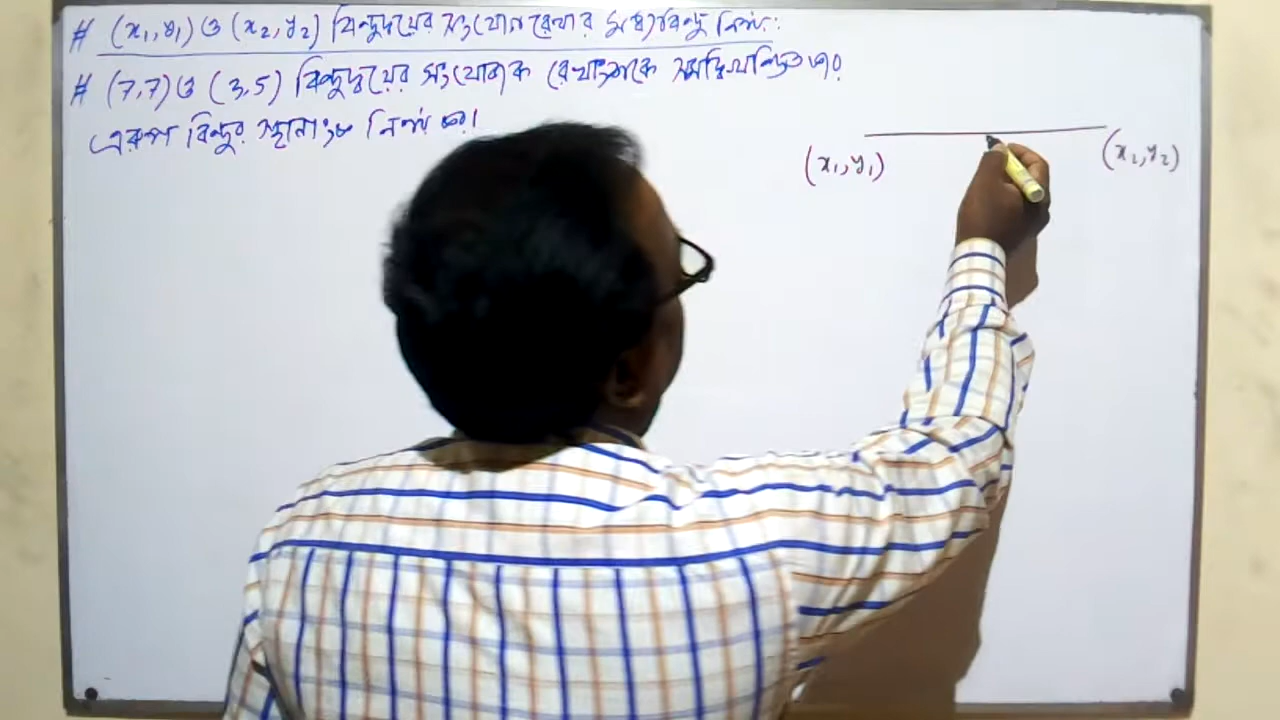 # (x₁, y₁) ও (x₂, y₂) বিন্দুদ্বয়ের সংযোগ রেখার মধ্যবিন্দু নির্ণয়:
# (7,7) ও (3,5) বিন্দুদ্বয়ের সংযোজক রেখাংশকে সমদ্বিখণ্ডিত করে
এরূপ বিন্দুর স্থানাংক নির্ণয় কর।
(x₁, y₁)
(x₂, y₂)